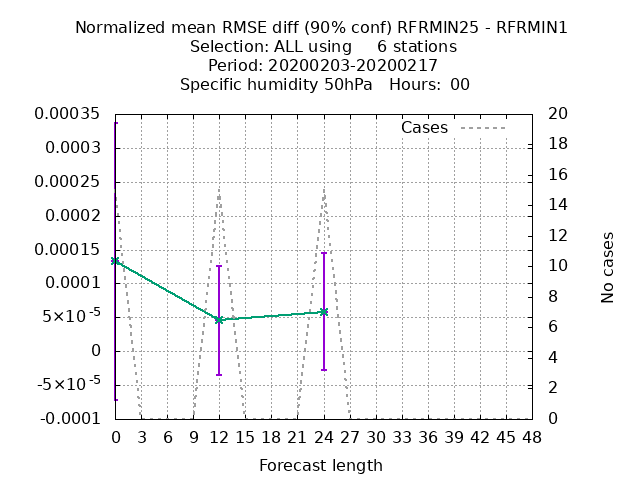 Normalized mean RMSE diff (90% conf) RFRMIN25 - RFRMIN1
Selection: ALL using     6 stations
Period: 20200203-20200217
Specific humidity 50hPa   Hours:  00
Cases
0.00035
0.0003
0.00025
0.0002
0.00015
0.0001
5×10⁻⁵
0
-5×10⁻⁵
-0.0001
20
18
16
14
12
10
8
6
4
2
0
No cases
0 3 6 9 12 15 18 21 24 27 30 33 36 39 42 45 48
Forecast length